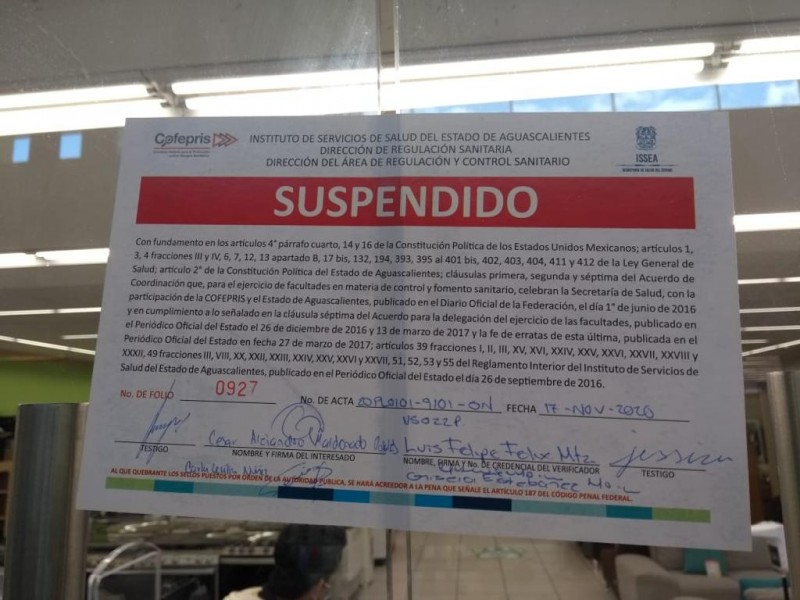 Cofepris
INSTITUTO DE SERVICIOS DE SALUD DEL ESTADO DE AGUASCALIENTES
DIRECCIÓN DE REGULACIÓN SANITARIA
DIRECCIÓN DEL ÁREA DE REGULACIÓN Y CONTROL SANITARIO
ISSEA
SUSPENDIDO
Con fundamento en los artículos 4° párrafo cuarto, 14 y 16 de la Constitución Política de los Estados Unidos Mexicanos; artículos 1,
3, 4 fracciones III y IV, 6, 7, 12, 13 apartado B, 17 bis, 132, 194, 393, 395 al 401 bis, 402, 403, 404, 411 y 412 de la Ley General de
Salud; artículo 2° de la Constitución Política del Estado de Aguascalientes; cláusulas primera, segunda y séptima del Acuerdo de
Coordinación que, para el ejercicio de facultades en materia de control y fomento sanitario, celebran la Secretaría de Salud, con la
participación de la COFEPRIS y el Estado de Aguascalientes, publicado en el Diario Oficial de la Federación, el día 1° de junio de 2016
y en cumplimiento a lo señalado en la cláusula séptima del Acuerdo para la delegación del ejercicio de las facultades, publicado en
el Periódico Oficial del Estado el 26 de diciembre de 2016 y 13 de marzo de 2017 y la fe de erratas de esta última, publicada en el
Periódico Oficial del Estado en fecha 27 de marzo de 2017; artículos 39 fracciones I, II, III, XV, XVI, XXIV, XXV, XXVI, XXVII, XXVIII y
XXXII, 49 fracciones III, VIII, XX, XXII, XXIII, XXIV, XXV, XXVI y XXVII, 51, 52, 53 y 55 del Reglamento Interior del Instituto de Servicios de
Salud del Estado de Aguascalientes, publicado en el Periódico Oficial del Estado el día 26 de septiembre de 2016.
No. DE FOLIO 0927 No. DE ACTA FECHA 17-NOV-2020
Cesar Alejandro Maldonado Luis Felipe Felix Mtz
TESTIGO NOMBRE Y FIRMA DEL INTERESADO NOMBRE, FIRMA Y No. DE CREDENCIAL DEL VERIFICADOR TESTIGO
AL QUE QUEBRANTE LOS SELLOS PUESTOS POR ORDEN DE LA AUTORIDAD PÚBLICA, SE HARÁ ACREEDOR A LA PENA QUE SEÑALE EL ARTÍCULO 187 DEL CÓDIGO PENAL FEDERAL.